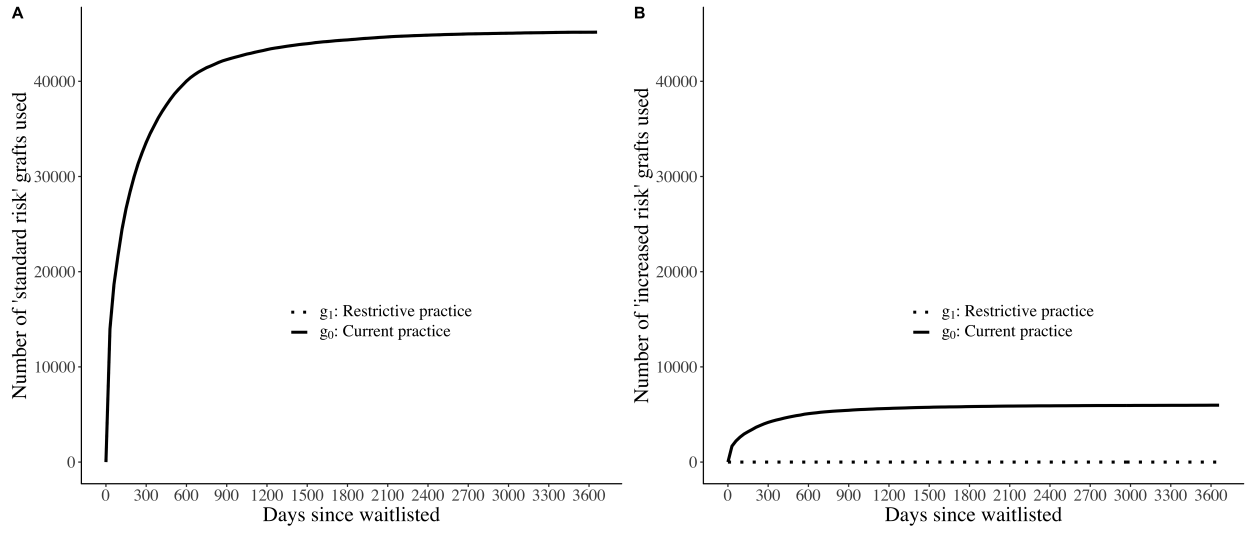 A
Number of 'standard risk' grafts used
40000
30000
20000
10000
0
g₁: Restrictive practice
g₀: Current practice
0 300 600 900 1200 1500 1800 2100 2400 2700 3000 3300 3600
Days since waitlisted
B
Number of 'increased risk' grafts used
40000
30000
20000
10000
0
g₁: Restrictive practice
g₀: Current practice
0 300 600 900 1200 1500 1800 2100 2400 2700 3000 3300 3600
Days since waitlisted